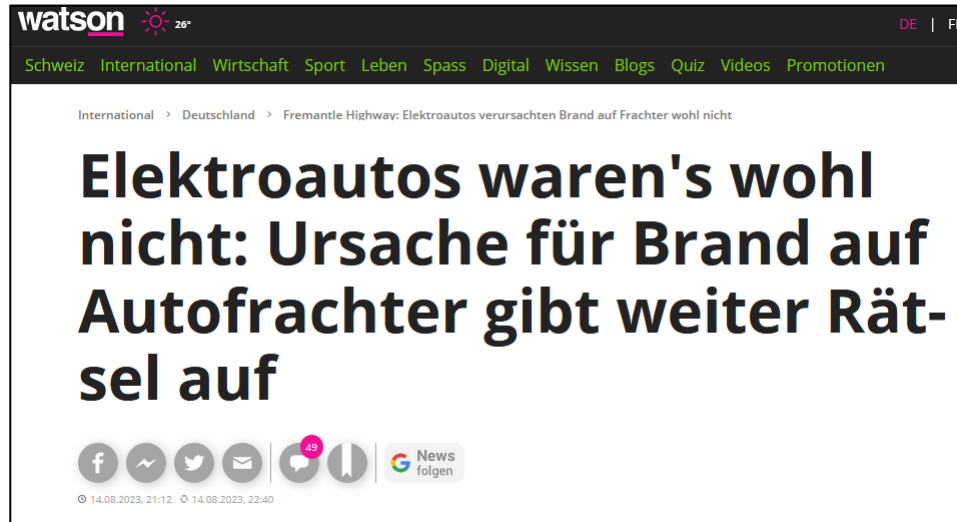 watson 26° DE | F
Schweiz International Wirtschaft Sport Leben Spass Digital Wissen Blogs Quiz Videos Promotionen
International > Deutschland > Fremantle Highway: Elektroautos verursachten Brand auf Frachter wohl nicht
Elektroautos waren's wohl
nicht: Ursache für Brand auf
Autofrachter gibt weiter Rät-
sel auf
49
News
folgen
14.08.2023, 21:12 14.08.2023, 22:40